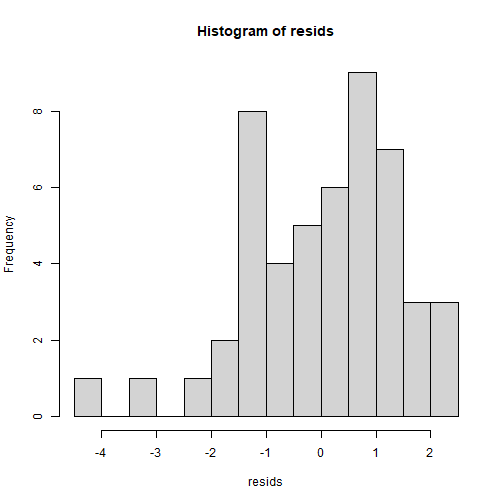 Histogram of resids
Frequency
0 2 4 6 8
-4 -3 -2 -1 0 1 2
resids